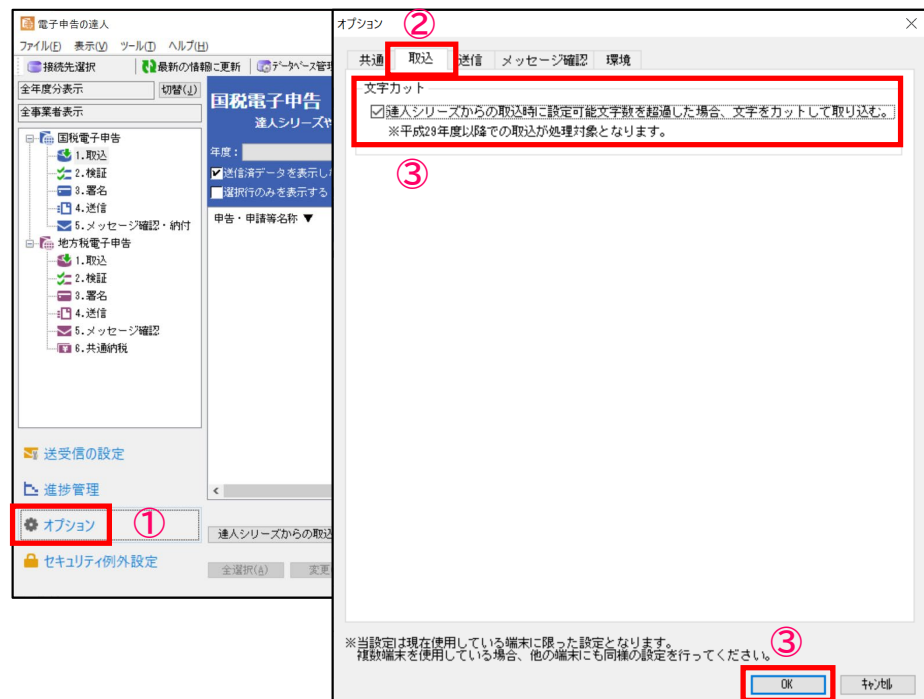 電子申告の達人
ファイル(F) 表示(V) ツール(T) ヘルプ(H)
接続先選択 最新の情報に更新 データベース管理
全年度分表示 切替(J)
全事業者表示
国税電子申告
1.取込
2.検証
3.署名
4.送信
5.メッセージ確認・納付
地方税電子申告
1.取込
2.検証
3.署名
4.送信
5.メッセージ確認
6.共通納税
送受信の設定
進捗管理
オプション ①
セキュリティ例外設定
国税電子申告
達人シリーズや
年度：
送信済データを表示し
選択行のみを表示する
申告・申請等名称 ▼
<
達人シリーズからの取込
全選択(A) 変更
オプション ② ×
共通 取込 送信 メッセージ確認 環境
文字カット
達人シリーズからの取込時に設定可能文字数を超過した場合、文字をカットして取り込む。
※平成29年度以降での取込が処理対象となります。
③
※当設定は現在使用している端末に限った設定となります。
複数端末を使用している場合、他の端末にも同様の設定を行ってください。
③
OK キャンセル